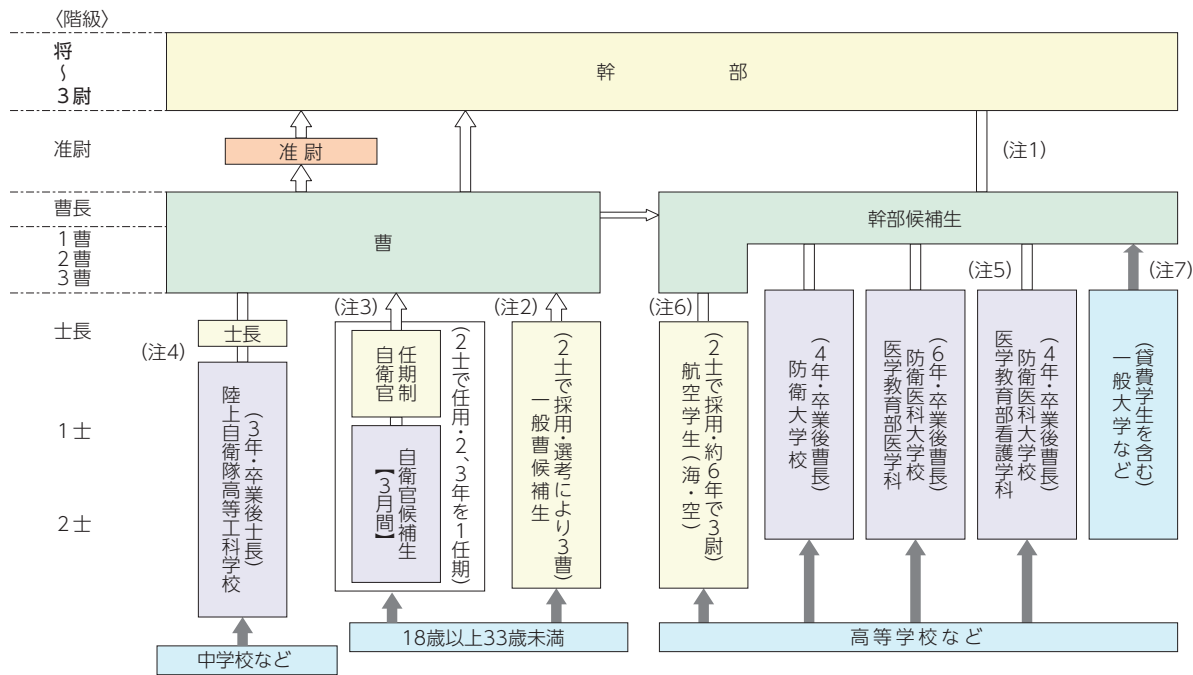 〈階級〉
将
～
3尉
幹部
准尉
准尉
(注1)
曹長
1曹
2曹
3曹
曹
幹部候補生
士長
1士
2士
(注4)
士長
陸上自衛隊高等工科学校
(3年・卒業後士長)
(注3)
任期制
自衛官
自衛官候補生
【3月間】
(2士で任用・2、3年を1任期)
(注2)
一般曹候補生
(2士で採用・選考により3曹)
(注6)
航空学生(海・空)
(2士で採用・約6年で3尉)
防衛大学校
(4年・卒業後曹長)
防衛医科大学校
医学教育部医学科
(6年・卒業後曹長)
(注5)
防衛医科大学校
医学教育部看護学科
(4年・卒業後曹長)
(注7)
一般大学など
(貸費学生を含む)
中学校など
18歳以上33歳未満
高等学校など